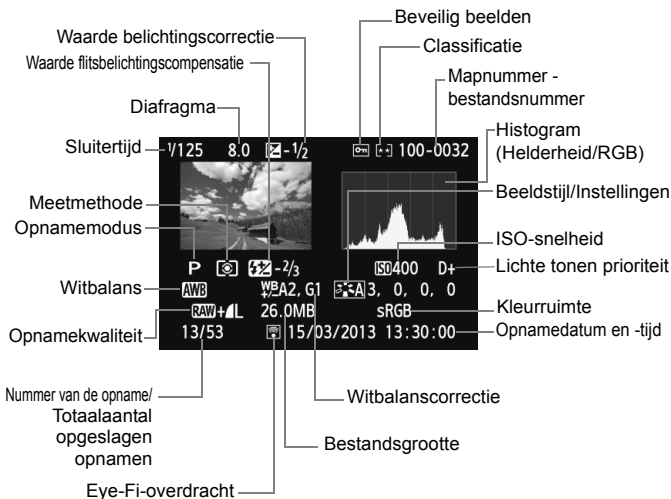 Beveilig beelden
Waarde belichtingscorrectie
Classificatie
Waarde flitsbelichtingscompensatie
Mapnummer -
bestandsnummer
Diafragma
Histogram
(Helderheid/RGB)
Sluitertijd
1/125 8.0 -1/2 100-0032
Beeldstijl/Instellingen
Meetmethode
Opnamemodus
ISO-snelheid
P -2/3 ISO400 D+
Lichte tonen prioriteit
Witbalans
AWB WB+/-A2, G1 A3, 0, 0, 0
Kleurruimte
RAW+L 26.0MB sRGB
Opnamekwaliteit
13/53 15/03/2013 13:30:00
Opnamedatum en -tijd
Nummer van de opname/
Totaalaantal
opgeslagen
opnamen
Witbalanscorrectie
Bestandsgrootte
Eye-Fi-overdracht